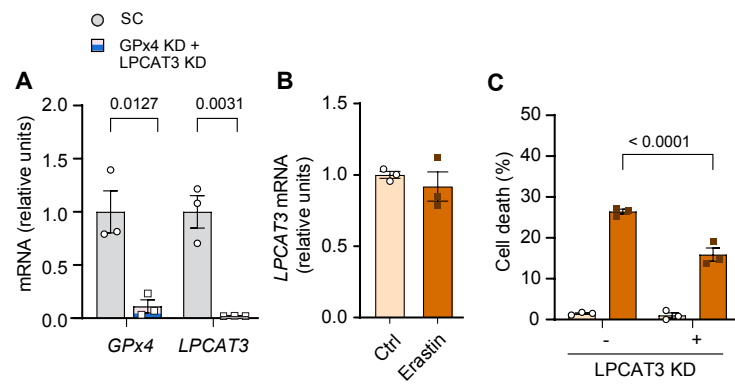 SC
GPx4 KD +
LPCAT3 KD
A
B
C
mRNA (relative units)
2.0
1.5
1.0
0.5
0.0
0.0127
0.0031
GPx4
LPCAT3
LPCAT3 mRNA
(relative units)
1.5
1.0
0.5
0.0
Ctrl
Erastin
Cell death (%)
50
40
30
20
10
0
< 0.0001
-
+
LPCAT3 KD